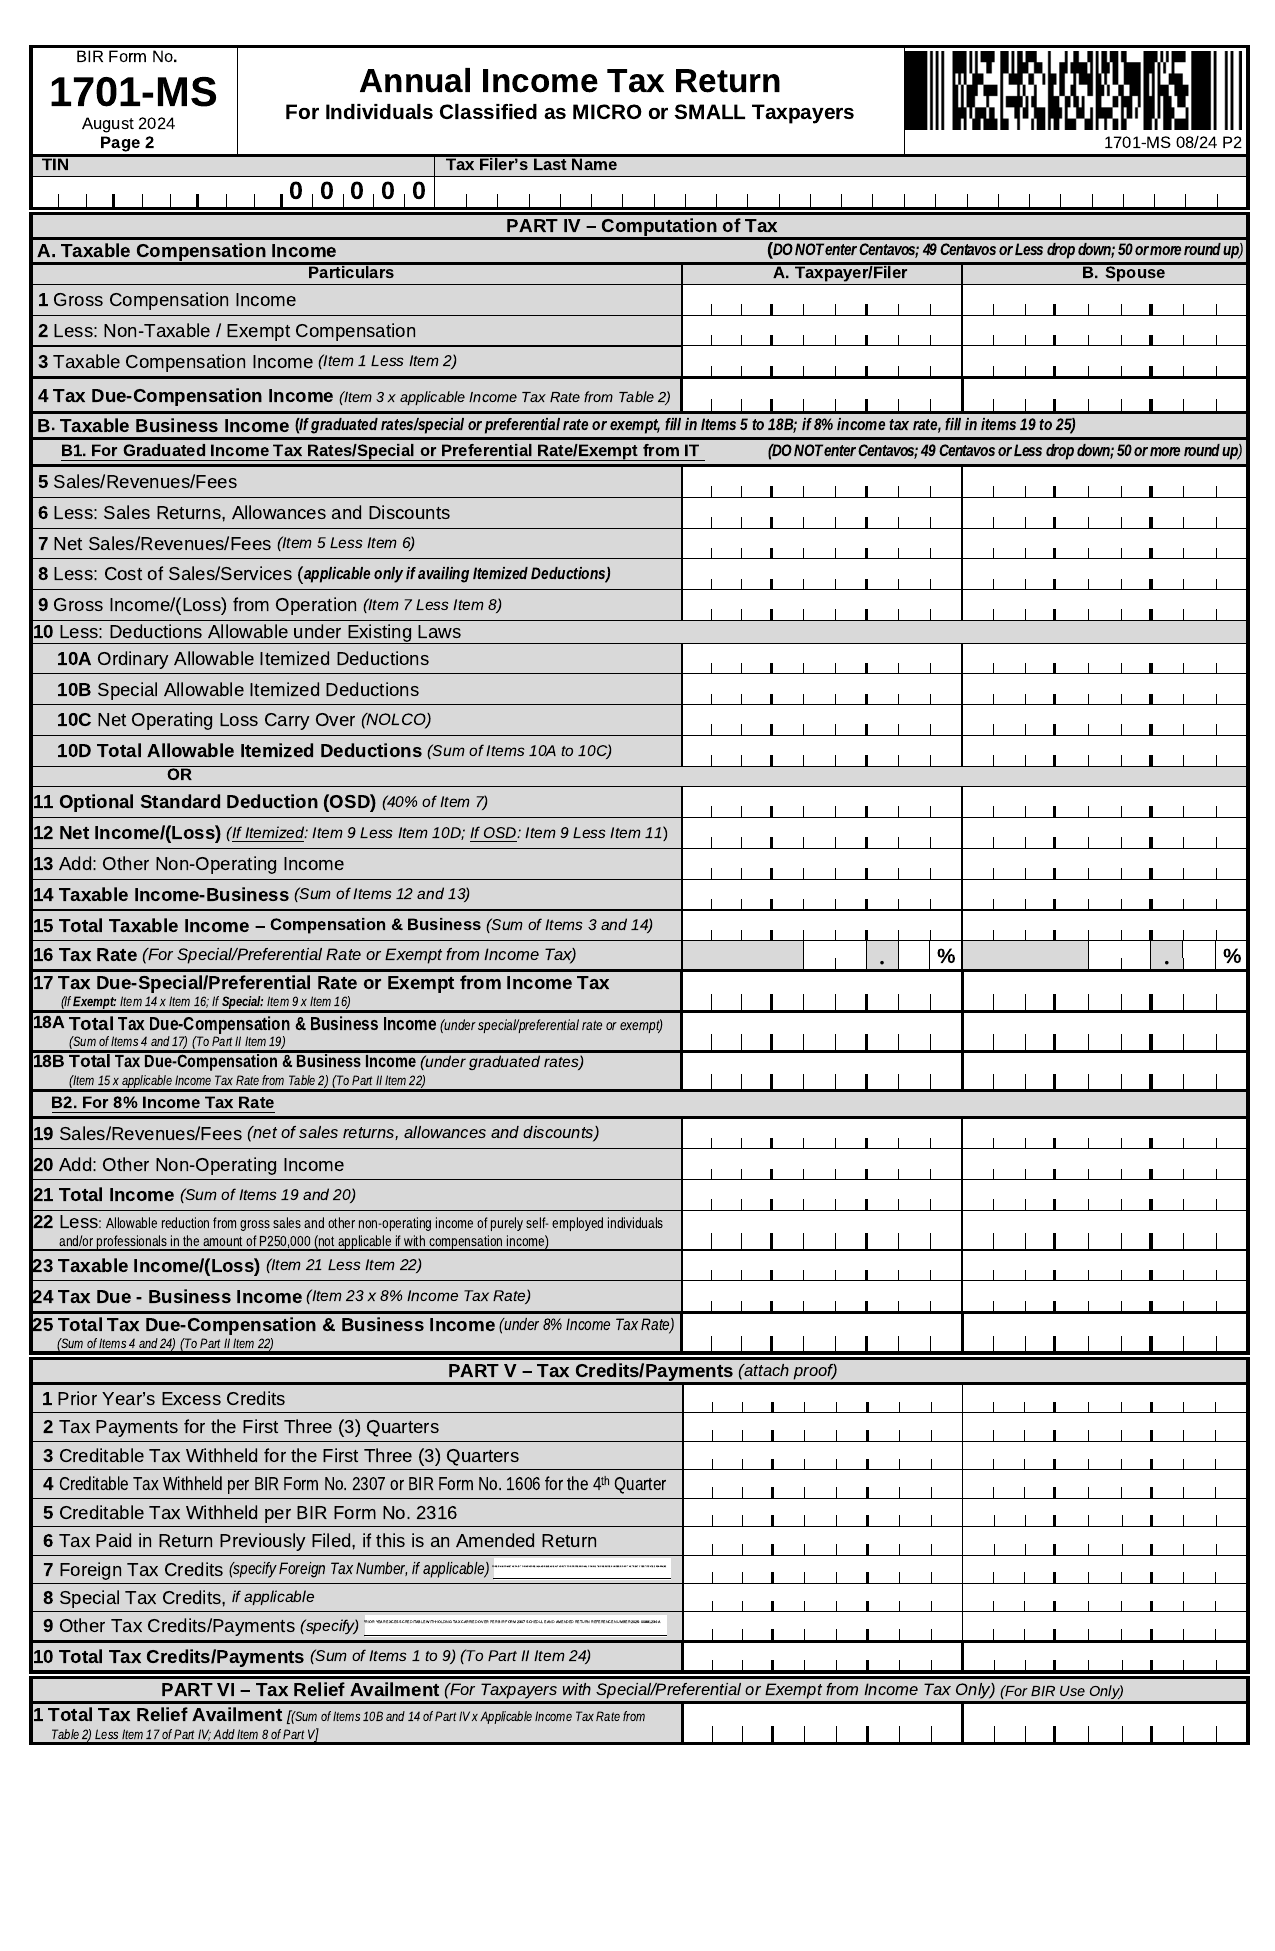 BIR Form No.
1701-MS
August 2024
Page 2
Annual Income Tax Return
For Individuals Classified as MICRO or SMALL Taxpayers
1701-MS 08/24 P2
TIN Tax Filer’s Last Name
0 0 0 0 0
PART IV – Computation of Tax
A. Taxable Compensation Income (DO NOT enter Centavos; 49 Centavos or Less drop down; 50 or more round up)
Particulars A. Taxpayer/Filer B. Spouse
1 Gross Compensation Income
2 Less: Non-Taxable / Exempt Compensation
3 Taxable Compensation Income (Item 1 Less Item 2)
4 Tax Due-Compensation Income (Item 3 x applicable Income Tax Rate from Table 2)
B. Taxable Business Income (If graduated rates/special or preferential rate or exempt, fill in Items 5 to 18B; if 8% income tax rate, fill in items 19 to 25)
B1. For Graduated Income Tax Rates/Special or Preferential Rate/Exempt from IT (DO NOT enter Centavos; 49 Centavos or Less drop down; 50 or more round up)
5 Sales/Revenues/Fees
6 Less: Sales Returns, Allowances and Discounts
7 Net Sales/Revenues/Fees (Item 5 Less Item 6)
8 Less: Cost of Sales/Services (applicable only if availing Itemized Deductions)
9 Gross Income/(Loss) from Operation (Item 7 Less Item 8)
10 Less: Deductions Allowable under Existing Laws
10A Ordinary Allowable Itemized Deductions
10B Special Allowable Itemized Deductions
10C Net Operating Loss Carry Over (NOLCO)
10D Total Allowable Itemized Deductions (Sum of Items 10A to 10C)
OR
11 Optional Standard Deduction (OSD) (40% of Item 7)
12 Net Income/(Loss) (If Itemized: Item 9 Less Item 10D; If OSD: Item 9 Less Item 11)
13 Add: Other Non-Operating Income
14 Taxable Income-Business (Sum of Items 12 and 13)
15 Total Taxable Income – Compensation & Business (Sum of Items 3 and 14)
16 Tax Rate (For Special/Preferential Rate or Exempt from Income Tax) . % . %
17 Tax Due-Special/Preferential Rate or Exempt from Income Tax
(If Exempt: Item 14 x Item 16; If Special: Item 9 x Item 16)
18A Total Tax Due-Compensation & Business Income (under special/preferential rate or exempt)
(Sum of Items 4 and 17) (To Part II Item 19)
18B Total Tax Due-Compensation & Business Income (under graduated rates)
(Item 15 x applicable Income Tax Rate from Table 2) (To Part II Item 22)
B2. For 8% Income Tax Rate
19 Sales/Revenues/Fees (net of sales returns, allowances and discounts)
20 Add: Other Non-Operating Income
21 Total Income (Sum of Items 19 and 20)
22 Less: Allowable reduction from gross sales and other non-operating income of purely self- employed individuals
and/or professionals in the amount of P250,000 (not applicable if with compensation income)
23 Taxable Income/(Loss) (Item 21 Less Item 22)
24 Tax Due - Business Income (Item 23 x 8% Income Tax Rate)
25 Total Tax Due-Compensation & Business Income (under 8% Income Tax Rate)
(Sum of Items 4 and 24) (To Part II Item 22)
PART V – Tax Credits/Payments (attach proof)
1 Prior Year’s Excess Credits
2 Tax Payments for the First Three (3) Quarters
3 Creditable Tax Withheld for the First Three (3) Quarters
4 Creditable Tax Withheld per BIR Form No. 2307 or BIR Form No. 1606 for the 4th Quarter
5 Creditable Tax Withheld per BIR Form No. 2316
6 Tax Paid in Return Previously Filed, if this is an Amended Return
7 Foreign Tax Credits (specify Foreign Tax Number, if applicable)
8 Special Tax Credits, if applicable
9 Other Tax Credits/Payments (specify)
10 Total Tax Credits/Payments (Sum of Items 1 to 9) (To Part II Item 24)
PART VI – Tax Relief Availment (For Taxpayers with Special/Preferential or Exempt from Income Tax Only) (For BIR Use Only)
1 Total Tax Relief Availment [(Sum of Items 10B and 14 of Part IV x Applicable Income Tax Rate from
Table 2) Less Item 17 of Part IV; Add Item 8 of Part V]